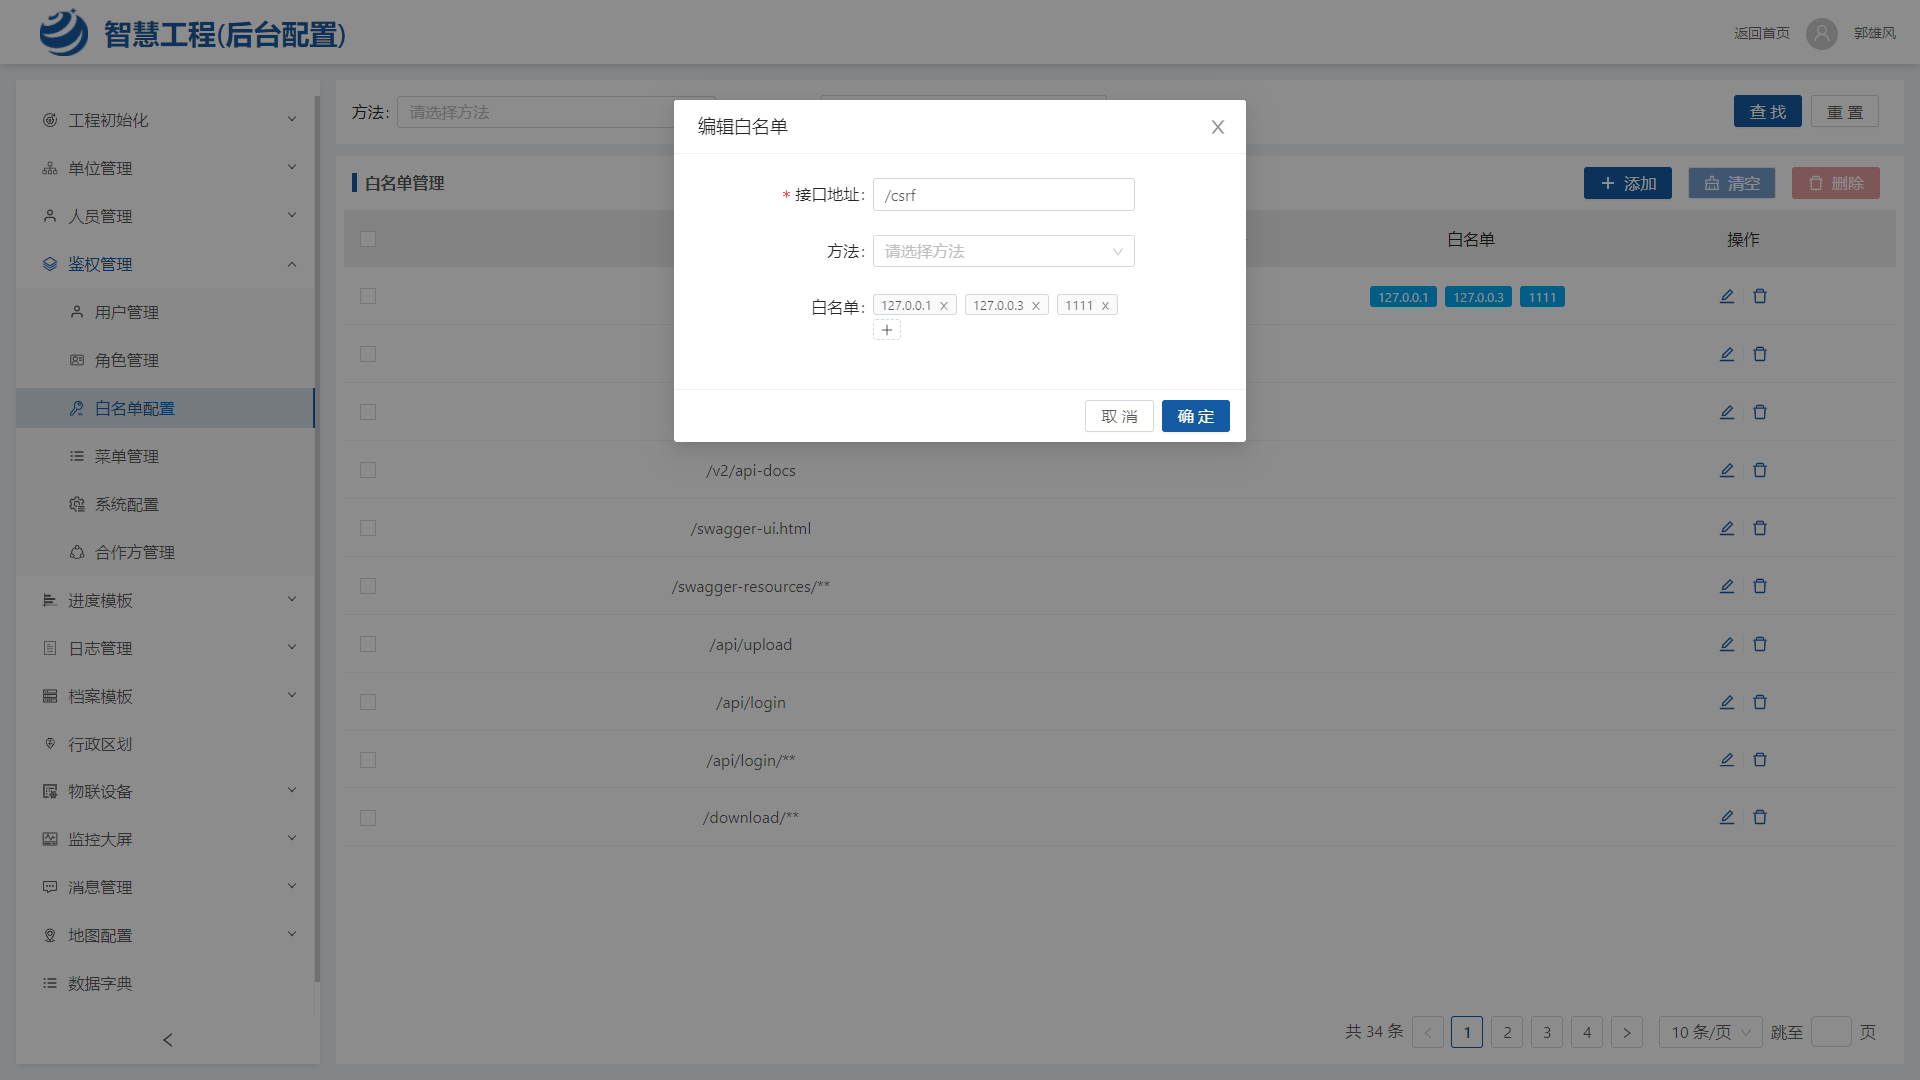 智慧工程(后台配置)
返回首页
郭雄风
工程初始化
单位管理
人员管理
鉴权管理
用户管理
角色管理
白名单配置
菜单管理
系统配置
合作方管理
进度模板
日志管理
档案模板
行政区划
物联设备
监控大屏
消息管理
地图配置
数据字典
方法：
请选择方法
查 找
重 置
白名单管理
添加
清空
删除
白名单
操作
127.0.0.1
127.0.0.3
1111
/v2/api-docs
/swagger-ui.html
/swagger-resources/**
/api/upload
/api/login
/api/login/**
/download/**
共 34 条
1
2
3
4
10 条/页
跳至
页
编辑白名单
* 接口地址：
/csrf
方法：
请选择方法
白名单：
127.0.0.1
127.0.0.3
1111
取 消
确 定